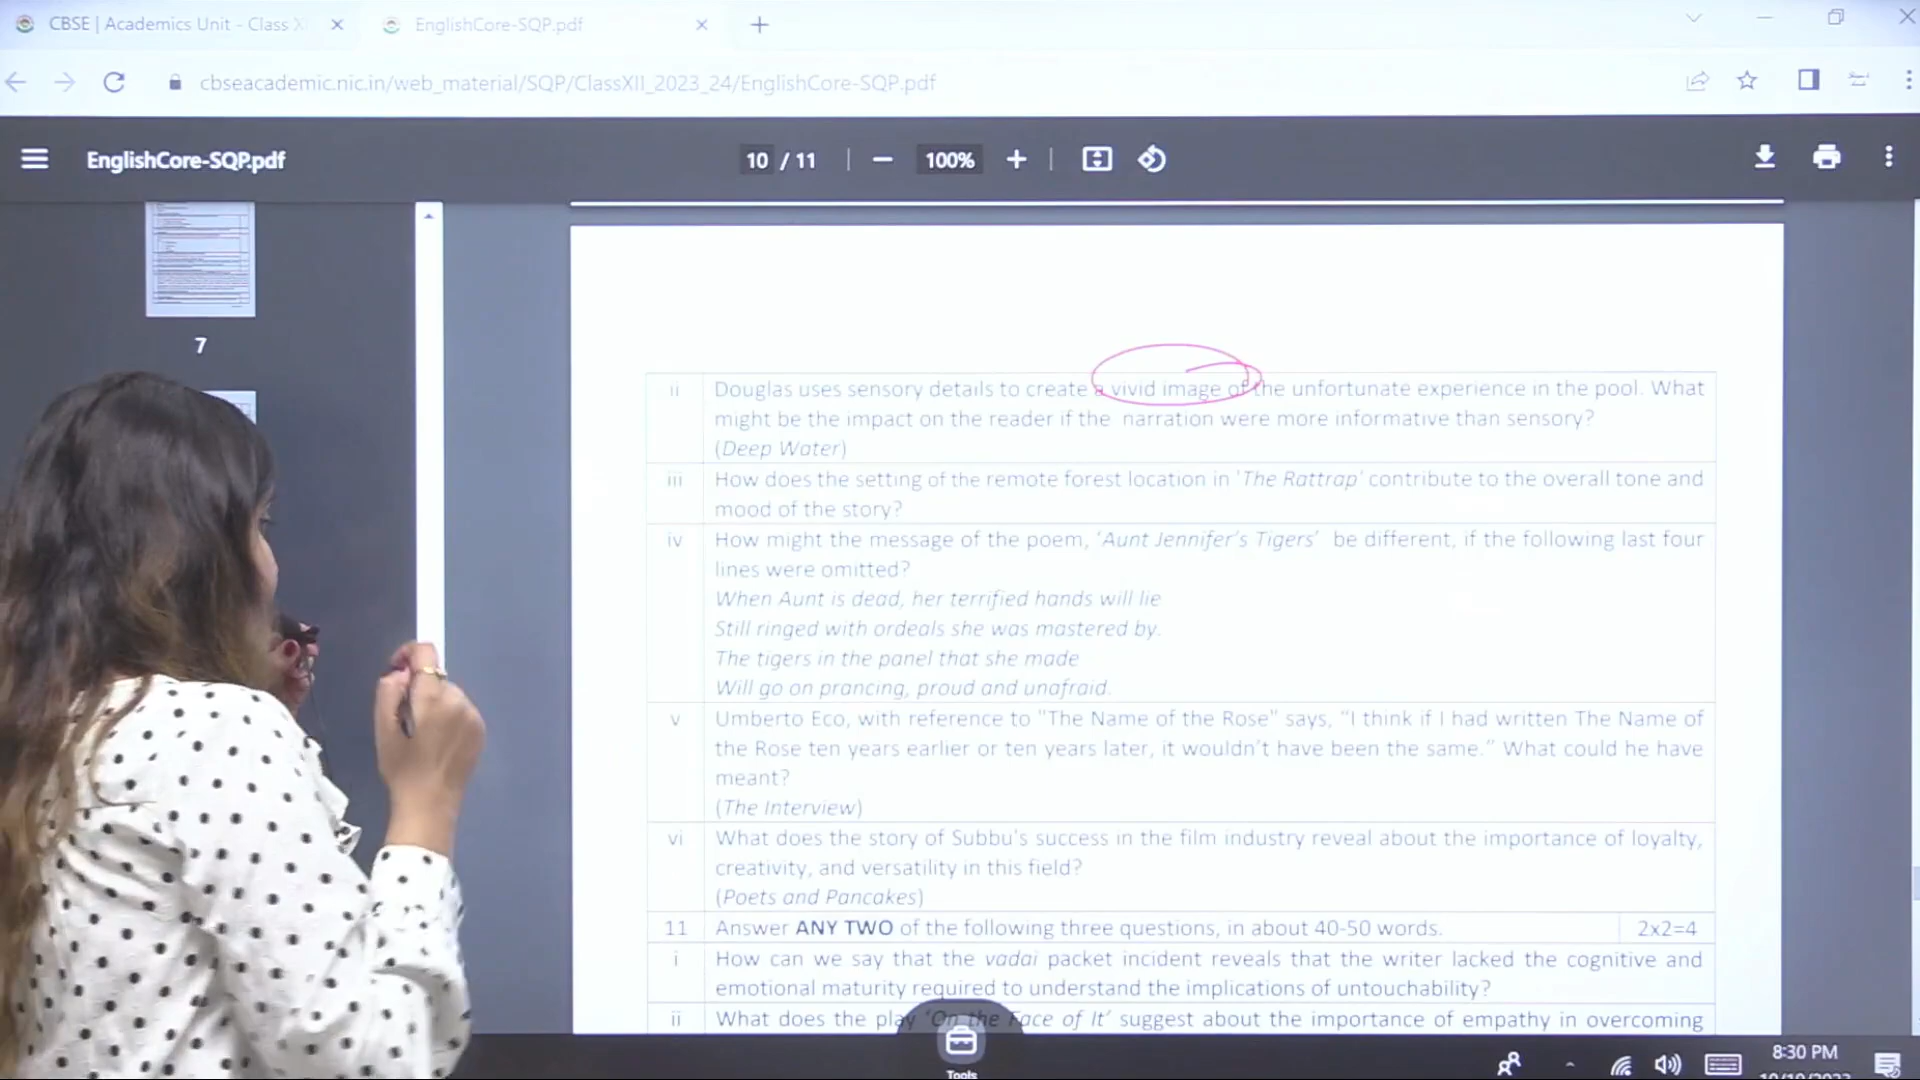 CBSE | Academics Unit - Class X
EnglishCore-SQP.pdf
cbseacademic.nic.in/web_material/SQP/ClassXII_2023_24/EnglishCore-SQP.pdf
EnglishCore-SQP.pdf
10 / 11
100%
7
ii Douglas uses sensory details to create a vivid image of the unfortunate experience in the pool. What
might be the impact on the reader if the narration were more informative than sensory?
(Deep Water)
iii How does the setting of the remote forest location in 'The Rattrap' contribute to the overall tone and
mood of the story?
iv How might the message of the poem, ‘Aunt Jennifer’s Tigers’ be different, if the following last four
lines were omitted?
When Aunt is dead, her terrified hands will lie
Still ringed with ordeals she was mastered by.
The tigers in the panel that she made
Will go on prancing, proud and unafraid.
v Umberto Eco, with reference to "The Name of the Rose" says, “I think if I had written The Name of
the Rose ten years earlier or ten years later, it wouldn’t have been the same.” What could he have
meant?
(The Interview)
vi What does the story of Subbu's success in the film industry reveal about the importance of loyalty,
creativity, and versatility in this field?
(Poets and Pancakes)
11 Answer ANY TWO of the following three questions, in about 40-50 words. 2x2=4
i How can we say that the vadai packet incident reveals that the writer lacked the cognitive and
emotional maturity required to understand the implications of untouchability?
ii What does the play ‘On the Face of It’ suggest about the importance of empathy in overcoming
Tools
8:30 PM